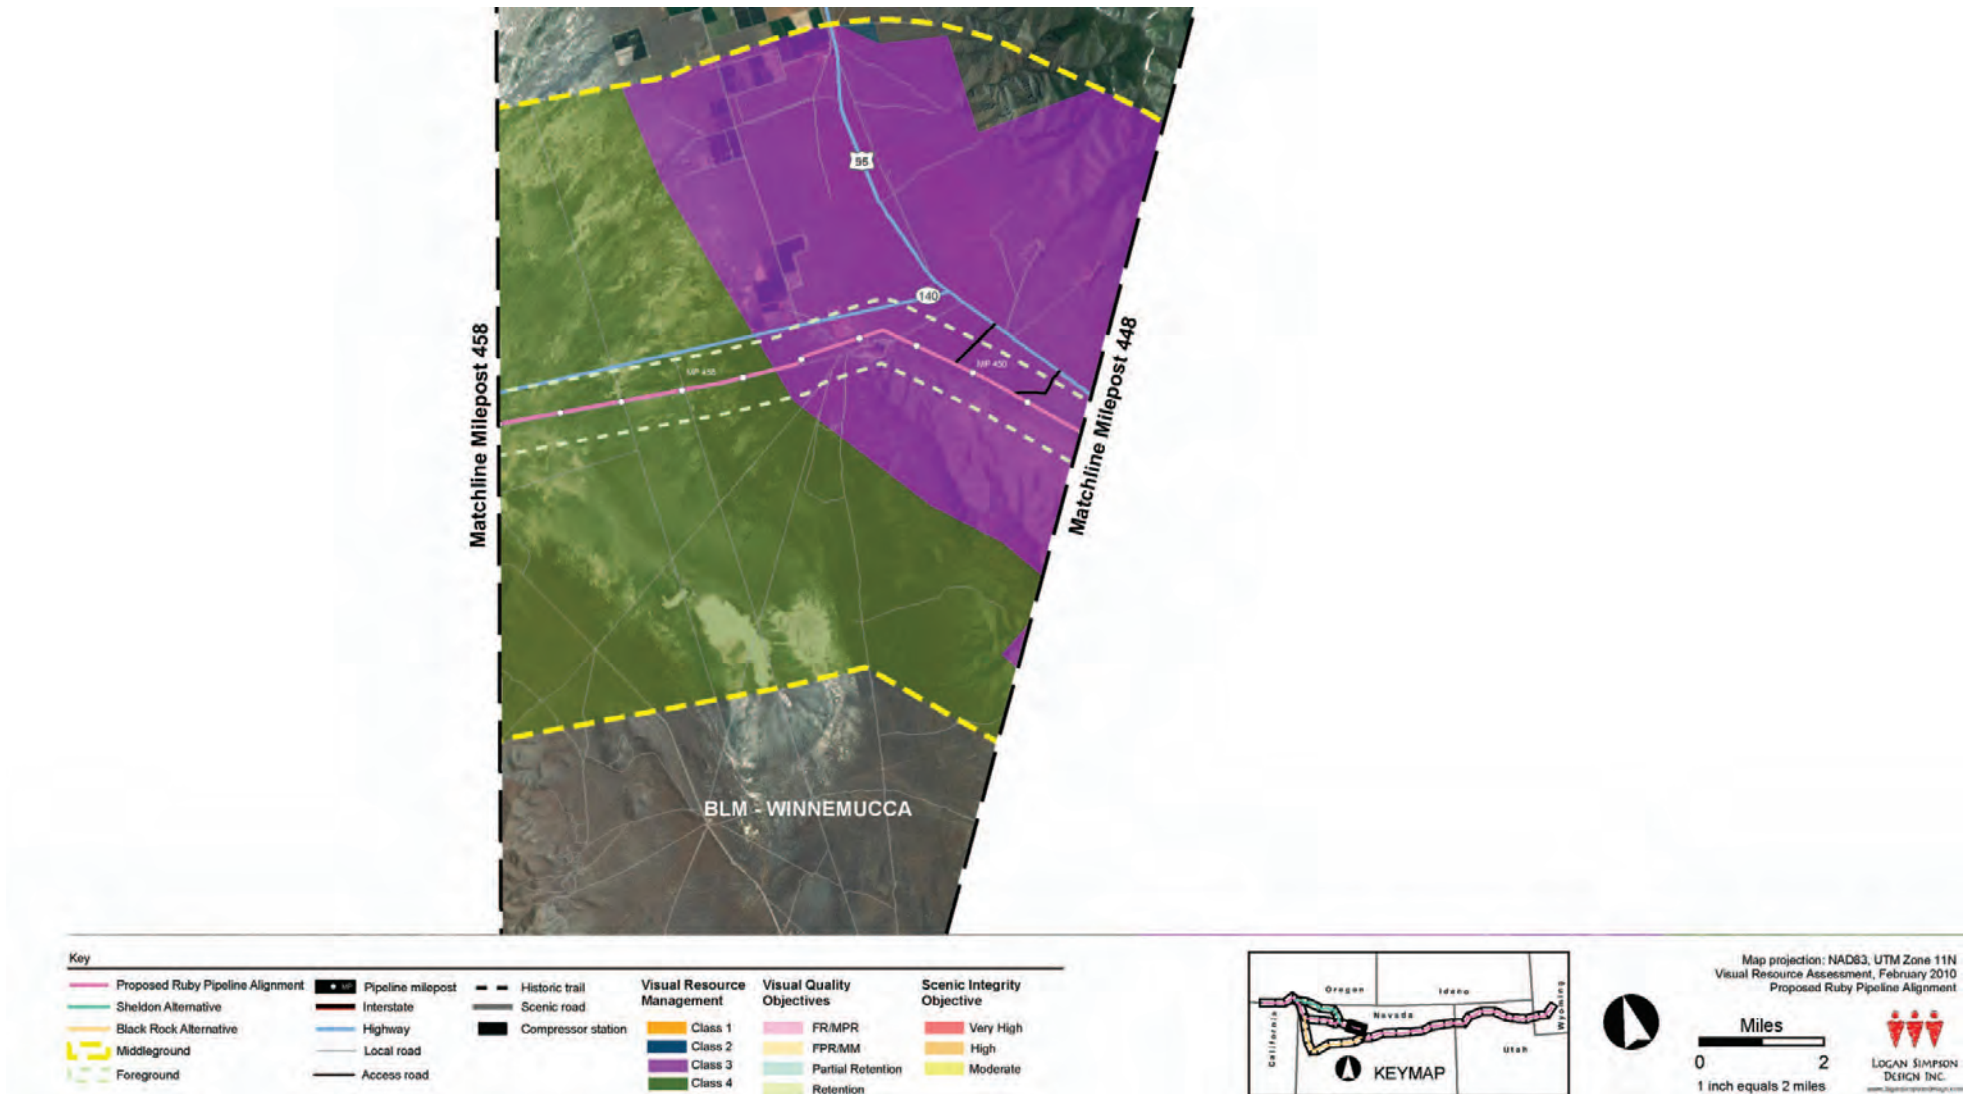 95
140
MP 455
MP 450
Matchline Milepost 458
Matchline Milepost 448
BLM - WINNEMUCCA
Key
Proposed Ruby Pipeline Alignment
Sheldon Alternative
Black Rock Alternative
Middleground
Foreground
MP
Pipeline milepost
Interstate
Highway
Local road
Access road
Historic trail
Scenic road
Compressor station
Visual Resource
Management
Class 1
Class 2
Class 3
Class 4
Visual Quality
Objectives
FR/MPR
FPR/MM
Partial Retention
Retention
Scenic Integrity
Objective
Very High
High
Moderate
Oregon
Idaho
Wyoming
Nevada
California
Utah
KEYMAP
Map projection: NAD83, UTM Zone 11N
Visual Resource Assessment, February 2010
Proposed Ruby Pipeline Alignment
Miles
0 2
1 inch equals 2 miles
LOGAN SIMPSON
DESIGN INC.